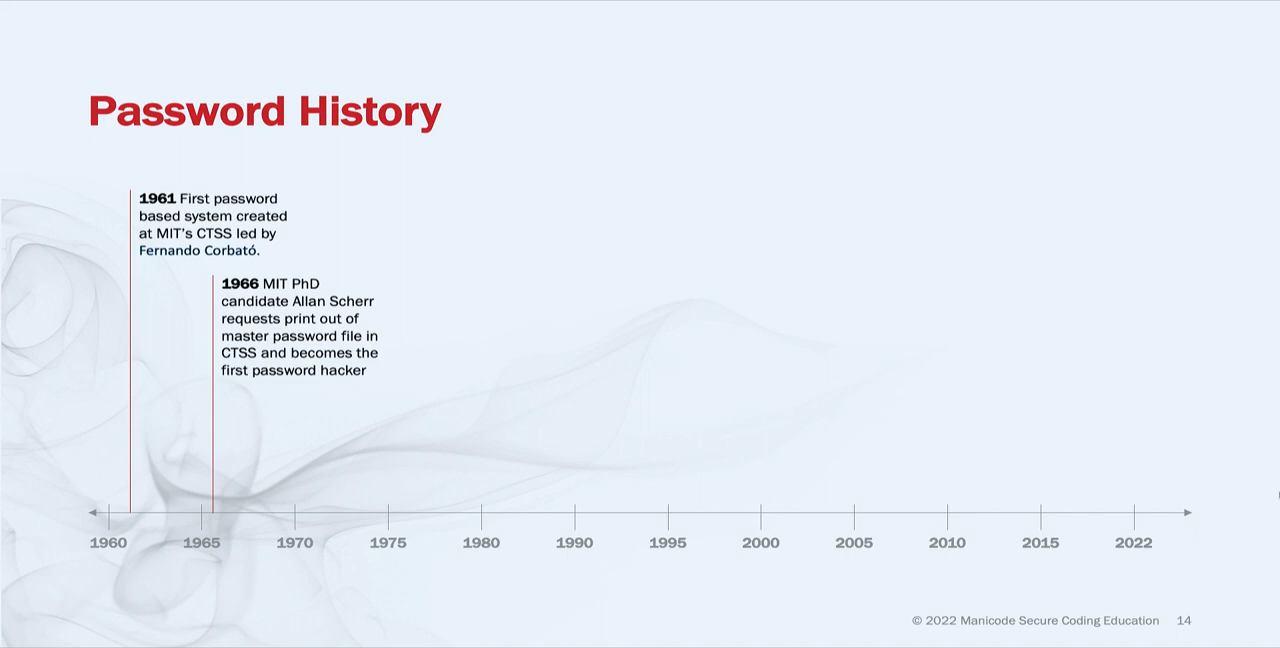 Password History
1961 First password
based system created
at MIT's CTSS led by
Fernando Corbató.
1966 MIT PhD
candidate Allan Scherr
requests print out of
master password file in
CTSS and becomes the
first password hacker
1960 1965 1970 1975 1980 1990 1995 2000 2005 2010 2015 2022
© 2022 Manicode Secure Coding Education 14